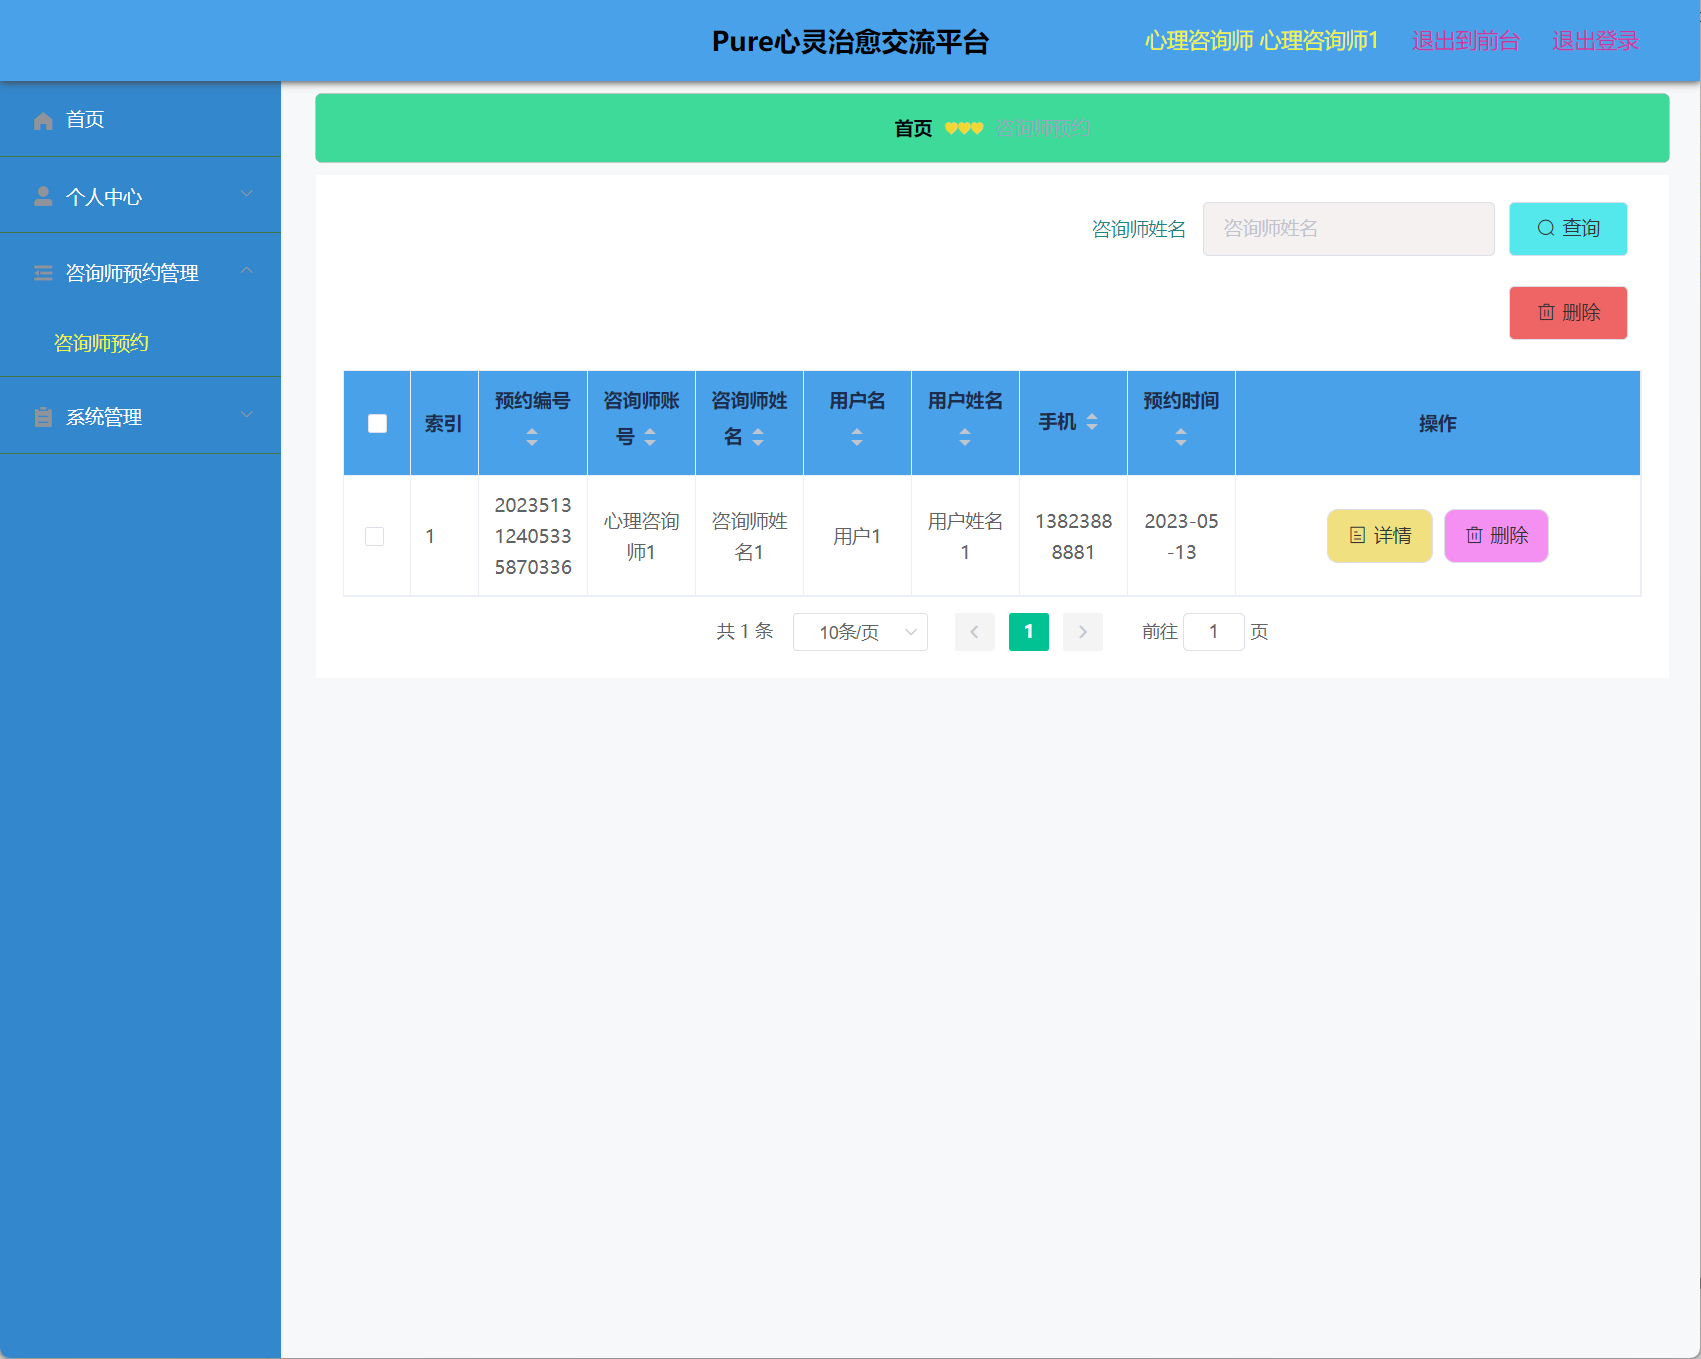 Pure心灵治愈交流平台
心理咨询师 心理咨询师1
退出到前台
退出登录
首页
个人中心
咨询师预约管理
咨询师预约
系统管理
首页
咨询师预约
咨询师姓名
咨询师姓名
查询
删除
索引
预约编号
咨询师账
号
咨询师姓
名
用户名
用户姓名
手机
预约时间
操作
1
2023513
1240533
5870336
心理咨询
师1
咨询师姓
名1
用户1
用户姓名
1
1382388
8881
2023-05
-13
详情
删除
共 1 条
10条/页
1
前往
1
页